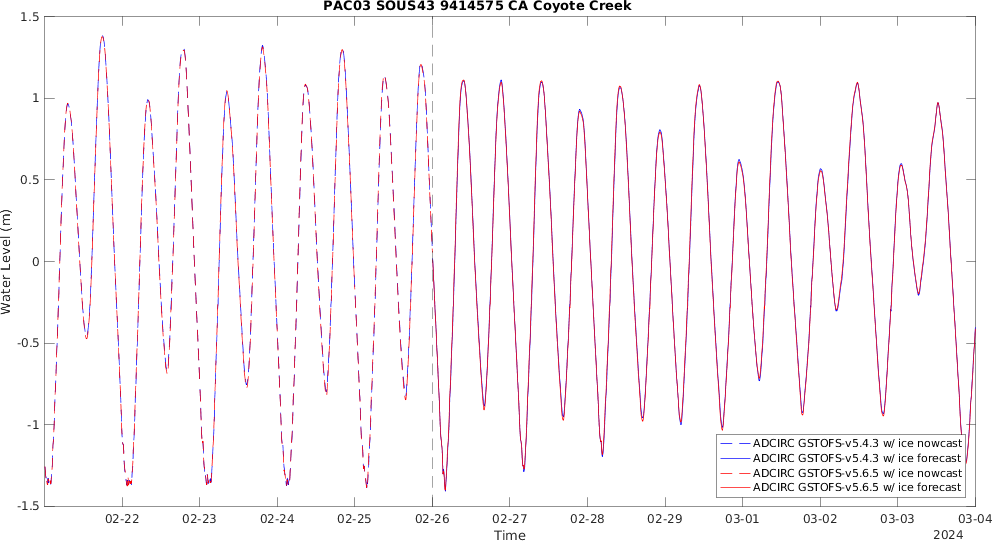 PAC03 SOUS43 9414575 CA Coyote Creek
1.5
1
0.5
0
-0.5
-1
-1.5
Water Level (m)
ADCIRC GSTOFS-v5.4.3 w/ ice nowcast
ADCIRC GSTOFS-v5.4.3 w/ ice forecast
ADCIRC GSTOFS-v5.6.5 w/ ice nowcast
ADCIRC GSTOFS-v5.6.5 w/ ice forecast
02-22 02-23 02-24 02-25 02-26 02-27 02-28 02-29 03-01 03-02 03-03 03-04
Time
2024